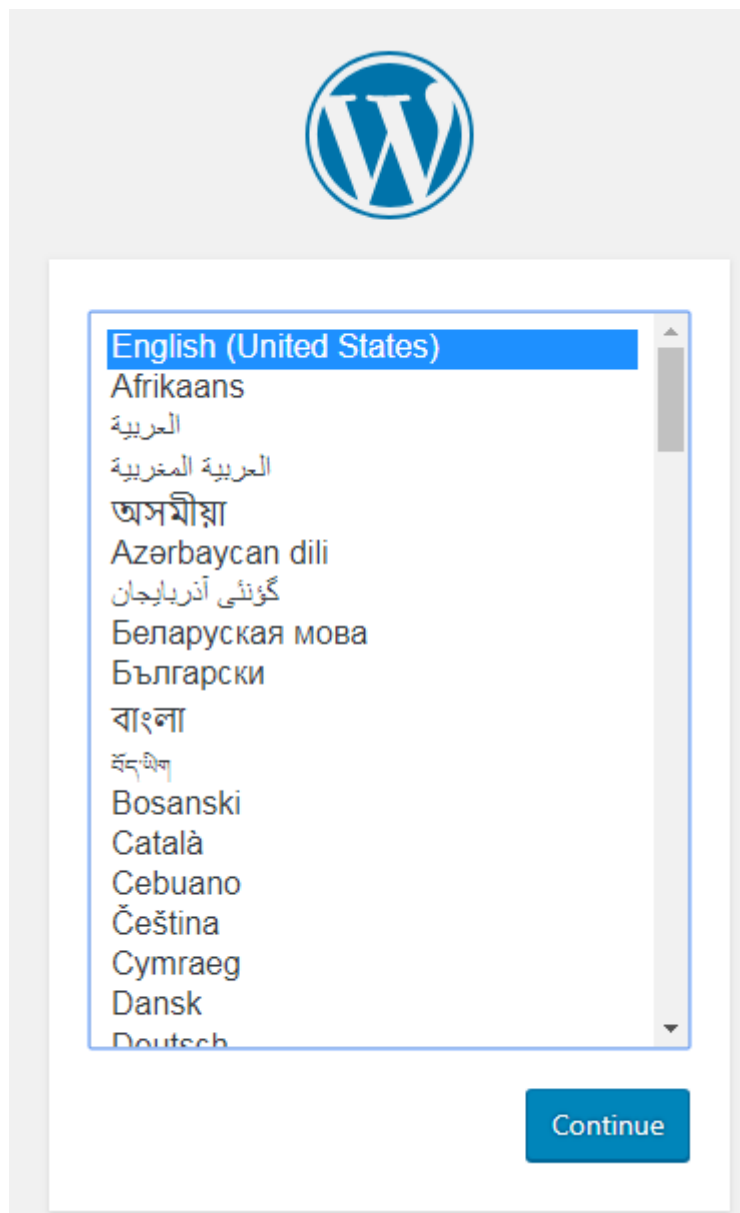 English (United States)
Afrikaans
العربية
العربية المغربية
অসমীয়া
Azərbaycan dili
گؤنئی آذربایجان
Беларуская мова
Български
বাংলা
བོད་ཡིག
Bosanski
Català
Cebuano
Čeština
Cymraeg
Dansk
Deutsch
Continue